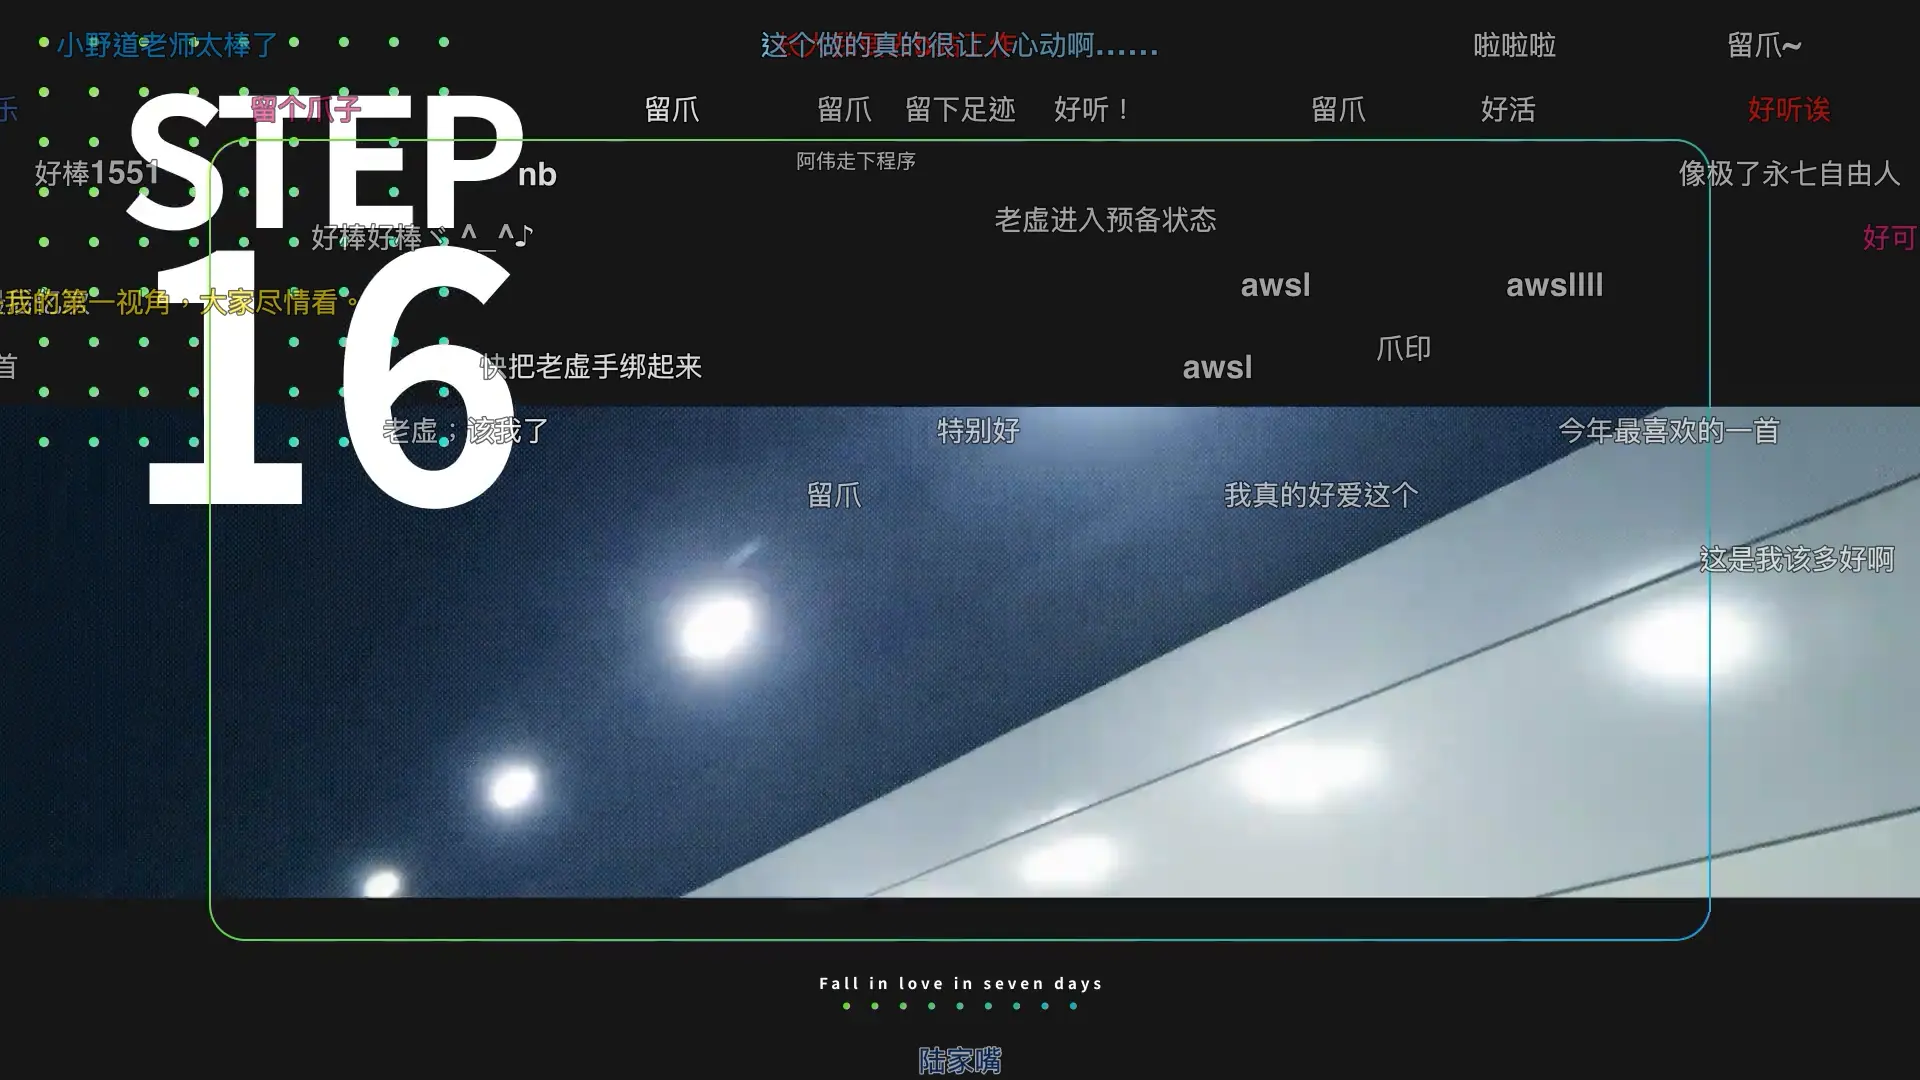 小野道老师太棒了
这个做的真的很让人心动啊……
啦啦啦
留爪~
乐
STEP
留个爪子
留爪
留爪
留下足迹
好听！
留爪
好活
好听诶
好棒1551
nb
阿伟走下程序
像极了永七自由人
好棒好棒ヾ^_^♪
老虚进入预备状态
好可
16
awsl
awsllll
我的第一视角，大家尽情看。
首
快把老虚手绑起来
awsl
爪印
老虚；该我了
特别好
今年最喜欢的一首
留爪
我真的好爱这个
这是我该多好啊
Fall in love in seven days
陆家嘴